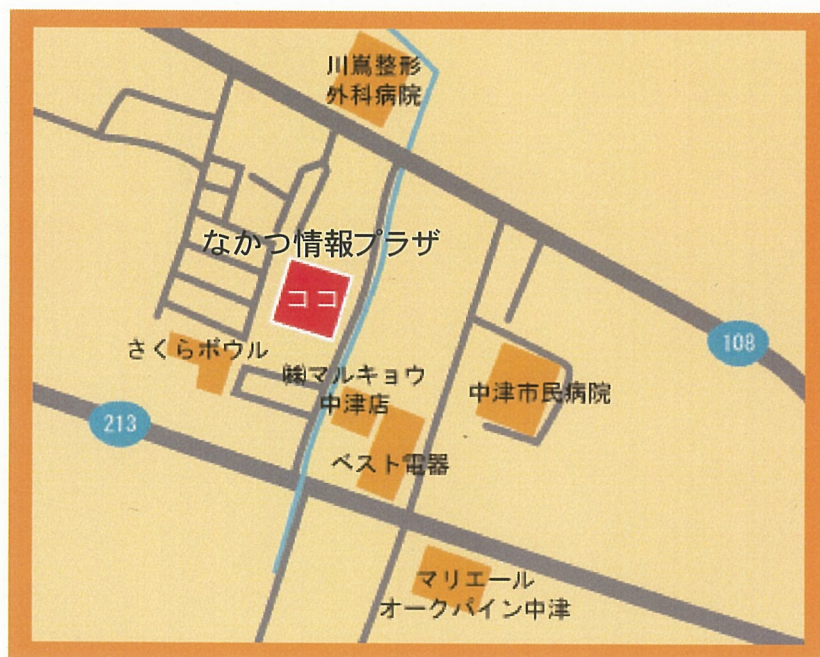 川嶌整形
外科病院
なかつ情報プラザ
ココ
108
さくらボウル
㈱マルキョウ
中津店
中津市民病院
213
ベスト電器
マリエール
オークパイン中津